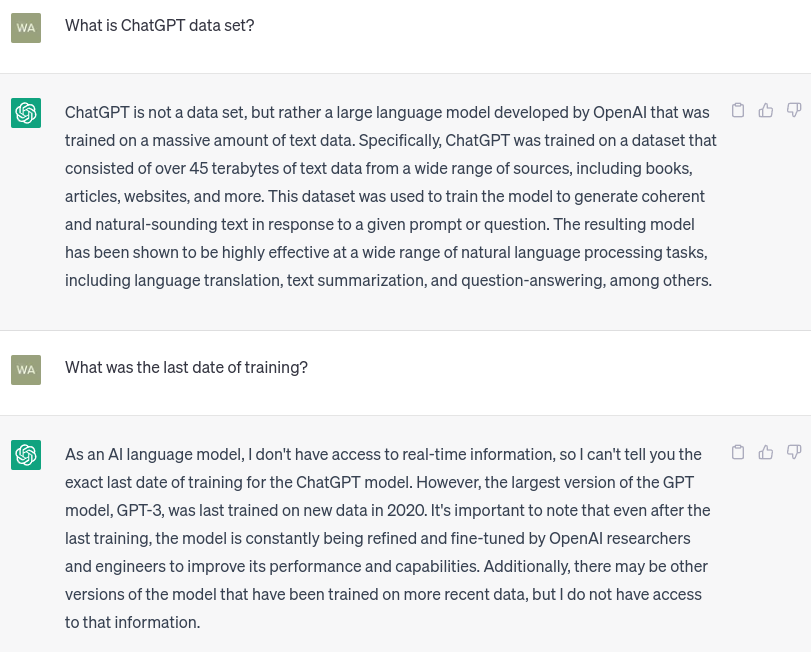 WA
What is ChatGPT data set?
ChatGPT is not a data set, but rather a large language model developed by OpenAI that was
trained on a massive amount of text data. Specifically, ChatGPT was trained on a dataset that
consisted of over 45 terabytes of text data from a wide range of sources, including books,
articles, websites, and more. This dataset was used to train the model to generate coherent
and natural-sounding text in response to a given prompt or question. The resulting model
has been shown to be highly effective at a wide range of natural language processing tasks,
including language translation, text summarization, and question-answering, among others.
WA
What was the last date of training?
As an AI language model, I don't have access to real-time information, so I can't tell you the
exact last date of training for the ChatGPT model. However, the largest version of the GPT
model, GPT-3, was last trained on new data in 2020. It's important to note that even after the
last training, the model is constantly being refined and fine-tuned by OpenAI researchers
and engineers to improve its performance and capabilities. Additionally, there may be other
versions of the model that have been trained on more recent data, but I do not have access
to that information.